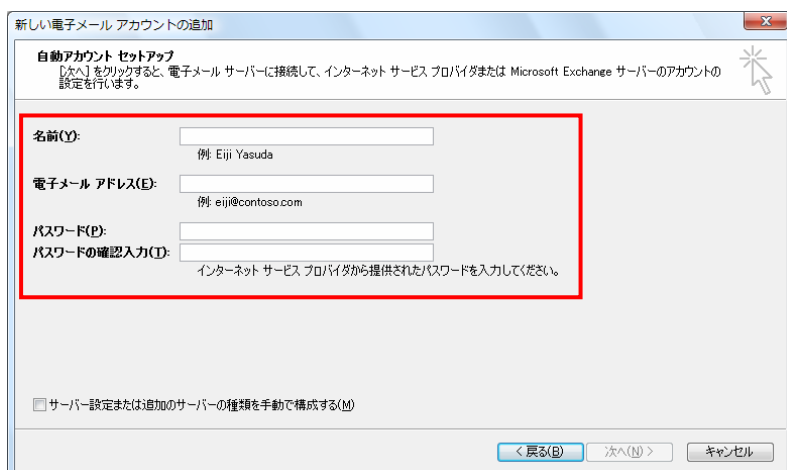 新しい電子メール アカウントの追加
自動アカウント セットアップ
[次へ] をクリックすると、電子メール サーバーに接続して、インターネット サービス プロバイダまたは Microsoft Exchange サーバーのアカウントの
設定を行います。
名前(Y):
例: Eiji Yasuda
電子メール アドレス(E):
例: eiji@contoso.com
パスワード(P):
パスワードの確認入力(T):
インターネット サービス プロバイダから提供されたパスワードを入力してください。
サーバー設定または追加のサーバーの種類を手動で構成する(M)
< 戻る(B) 次へ(N) > キャンセル